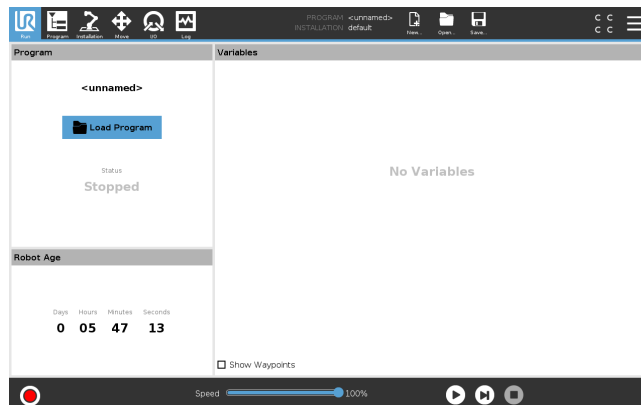 UR
Run
Program
Installation
Move
I/O
Log
PROGRAM <unnamed>
INSTALLATION default
New...
Open...
Save...
C C
C C
Program
<unnamed>
Load Program
Status
Stopped
Robot Age
Days Hours Minutes Seconds
0 05 47 13
Variables
No Variables
Show Waypoints
Speed 100%